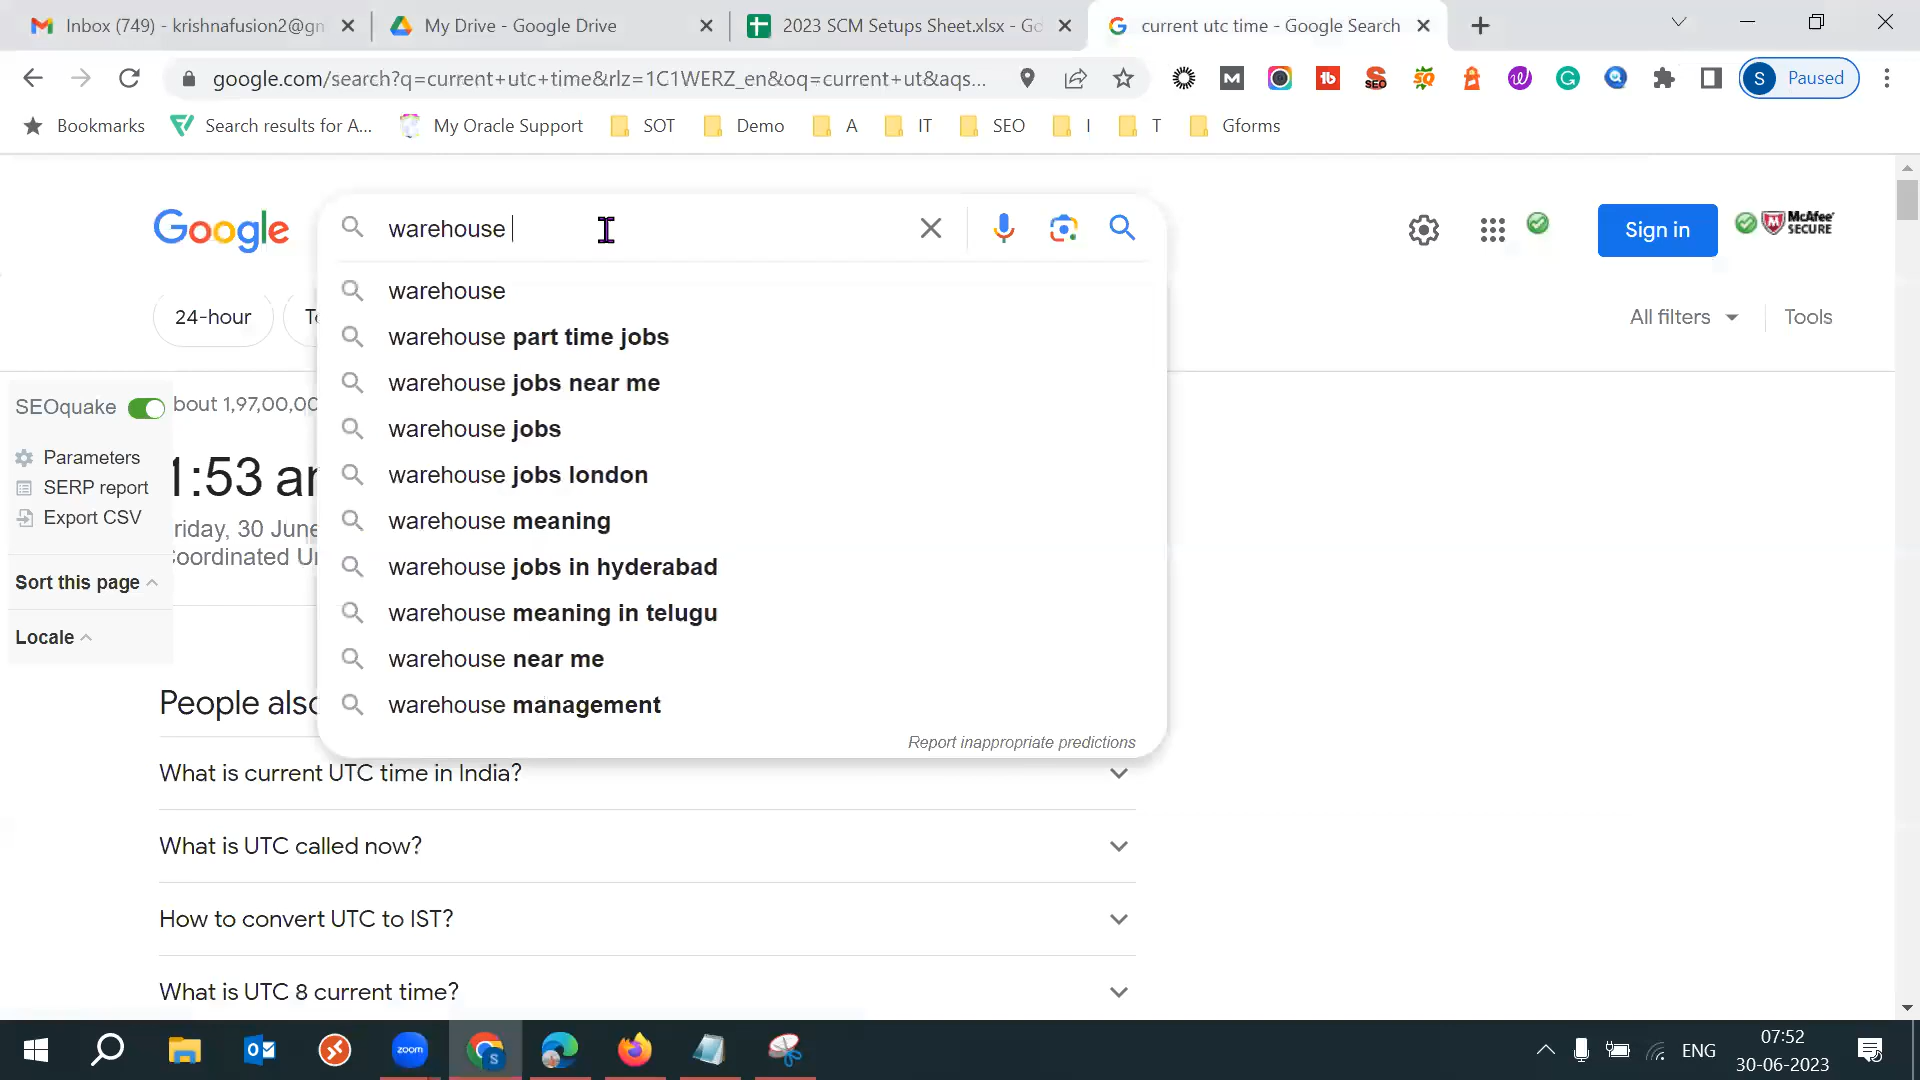 Inbox (749) - krishnafusion2@gn
My Drive - Google Drive
2023 SCM Setups Sheet.xlsx - Go
current utc time - Google Search
google.com/search?q=current+utc+time&rlz=1C1WERZ_en&oq=current+ut&aqs...
Paused
Bookmarks
Search results for A...
My Oracle Support
SOT
Demo
A
IT
SEO
I
T
Gforms
Google
warehouse
Sign in
McAfee
SECURE
24-hour
All filters
Tools
warehouse
warehouse part time jobs
warehouse jobs near me
warehouse jobs
warehouse jobs london
warehouse meaning
warehouse jobs in hyderabad
warehouse meaning in telugu
warehouse near me
warehouse management
Report inappropriate predictions
SEOquake
bout 1,97,00,00
Parameters
SERP report
Export CSV
1:53 ar
riday, 30 June
oordinated Ur
Sort this page
Locale
People also
What is current UTC time in India?
What is UTC called now?
How to convert UTC to IST?
What is UTC 8 current time?
zoom
ENG
07:52
30-06-2023